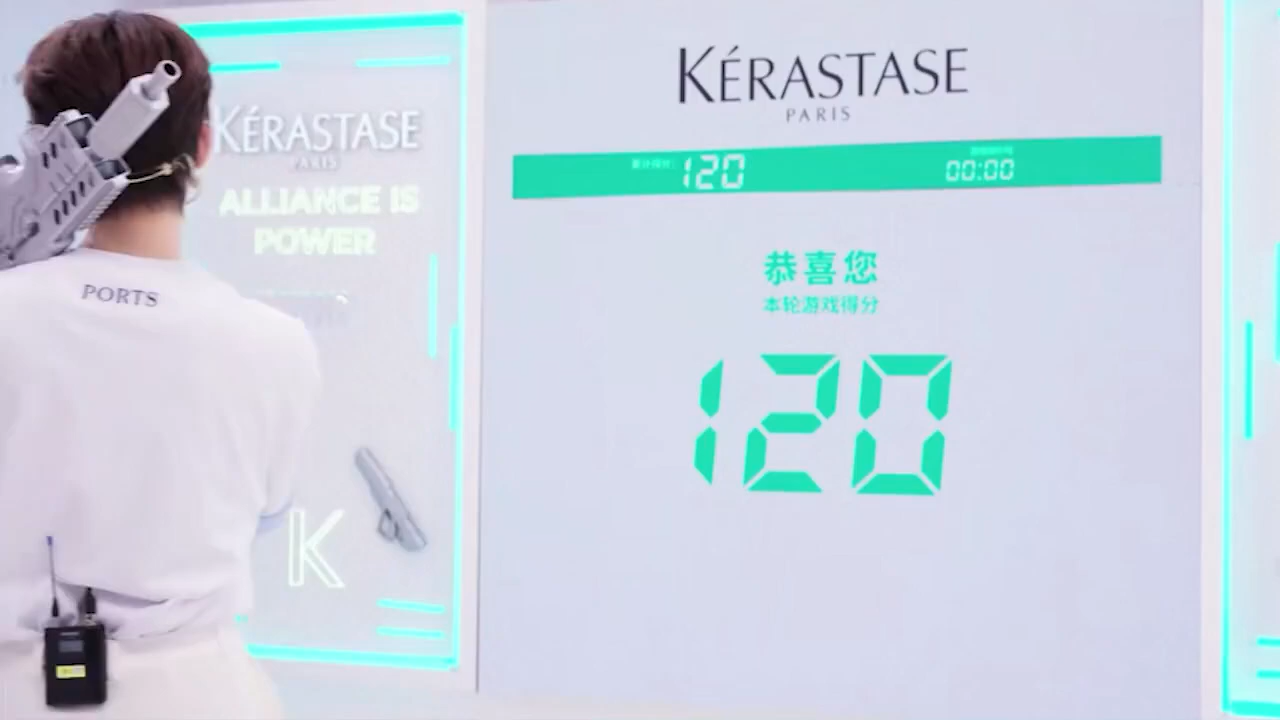 KÉRASTASE
PARIS
ALLIANCE IS
POWER
K
PORTS
KÉRASTASE
PARIS
120
00:00
恭喜您
本轮游戏得分
120